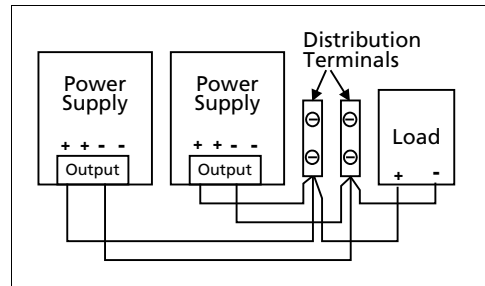 Distribution
Terminals
Power
Supply
+ + - -
Output
Power
Supply
+ + - -
Output
Load
+ -